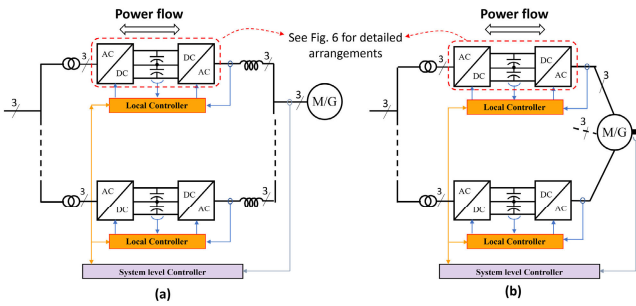 Power flow
3
3
AC
DC
DC
AC
3
3
M/G
Local Controller
3
AC
DC
DC
AC
3
Local Controller
System level Controller
(a)
See Fig. 6 for detailed
arrangements
Power flow
3
3
AC
DC
DC
AC
3
3
M/G
Local Controller
3
AC
DC
DC
AC
3
Local Controller
System level Controller
(b)